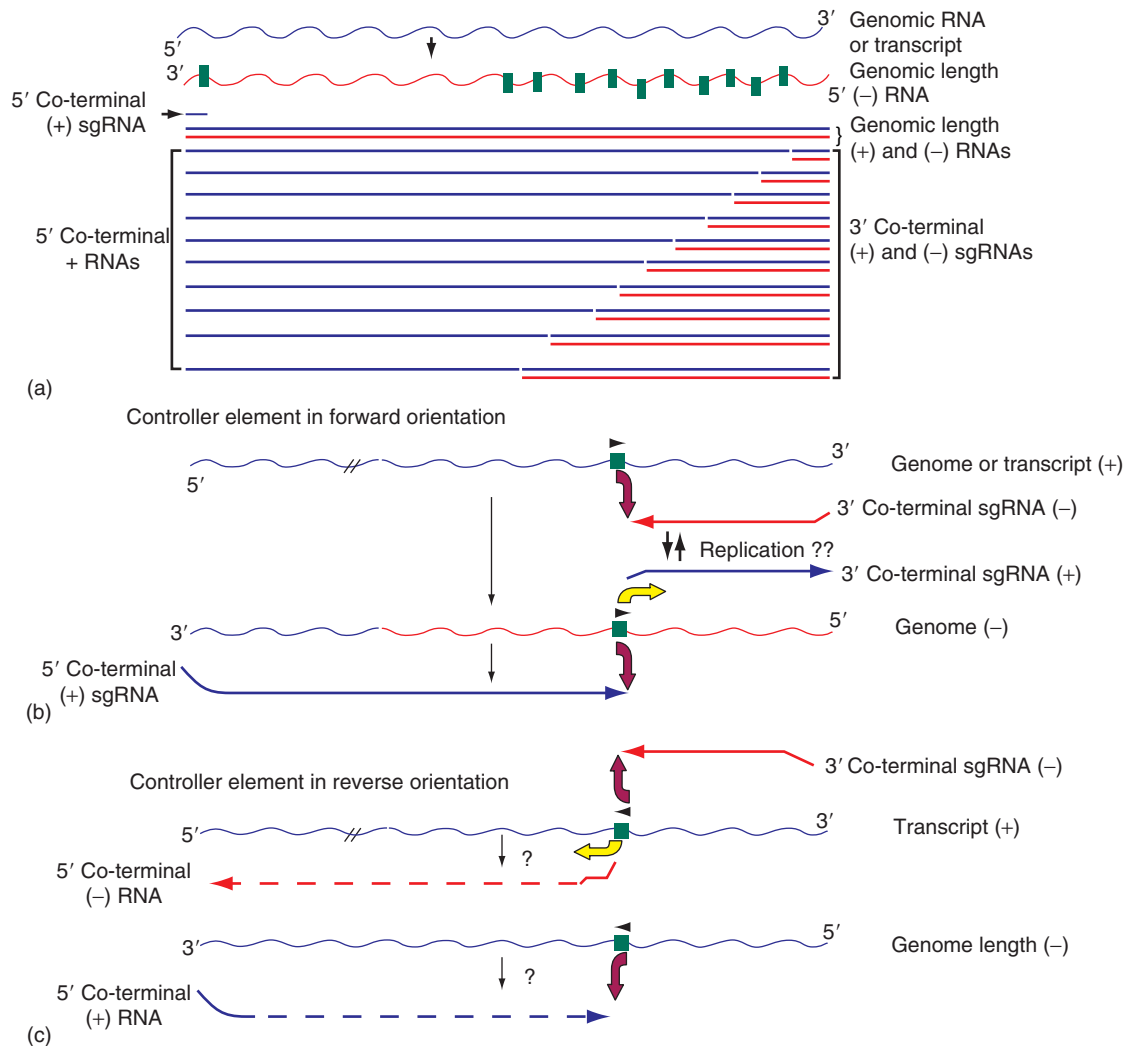 3′
Genomic RNA
or transcript
5′
3′
Genomic length
5′ (−) RNA
5′ Co-terminal
(+) sgRNA
Genomic length
(+) and (−) RNAs
5′ Co-terminal
+ RNAs
3′ Co-terminal
(+) and (−) sgRNAs
(a)
Controller element in forward orientation
3′
5′
Genome or transcript (+)
3′ Co-terminal sgRNA (−)
Replication ??
3′ Co-terminal sgRNA (+)
3′
5′
Genome (−)
5′ Co-terminal
(+) sgRNA
(b)
Controller element in reverse orientation
3′ Co-terminal sgRNA (−)
5′
3′
Transcript (+)
?
5′ Co-terminal
(−) RNA
3′
5′
Genome length (−)
?
5′ Co-terminal
(+) RNA
(c)